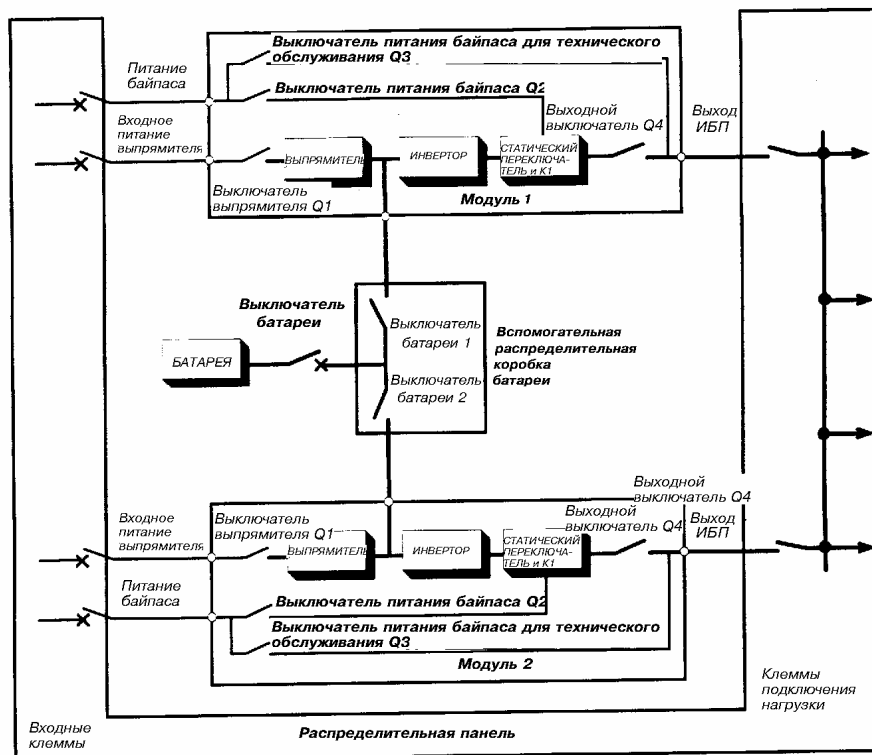 Выключатель питания байпаса для технического
обслуживания Q3
Питание
байпаса
Выключатель питания байпаса Q2
Выходной
выключатель Q4
Выход
ИБП
Входное
питание
выпрямителя
ВЫПРЯМИТЕЛЬ
ИНВЕРТОР
СТАТИЧЕСКИЙ
ПЕРЕКЛЮЧА-
ТЕЛЬ и К1
Выключатель
выпрямителя Q1
Модуль 1
Выключатель
батареи
Выключатель
батареи 1
Вспомогательная
распределительная
коробка
батареи
БАТАРЕЯ
Выключатель
батареи 2
Выходной
выключатель Q4
Входное
питание
выпрямителя
Выключатель
выпрямителя Q1
Выходной
выключатель Q4
Выход
ИБП
ВЫПРЯМИТЕЛЬ
ИНВЕРТОР
СТАТИЧЕСКИЙ
ПЕРЕКЛЮЧА-
ТЕЛЬ и К1
Питание
байпаса
Выключатель питания байпаса Q2
Выключатель питания байпаса для технического
обслуживания Q3
Модуль 2
Клеммы
подключения
нагрузки
Входные
клеммы
Распределительная панель